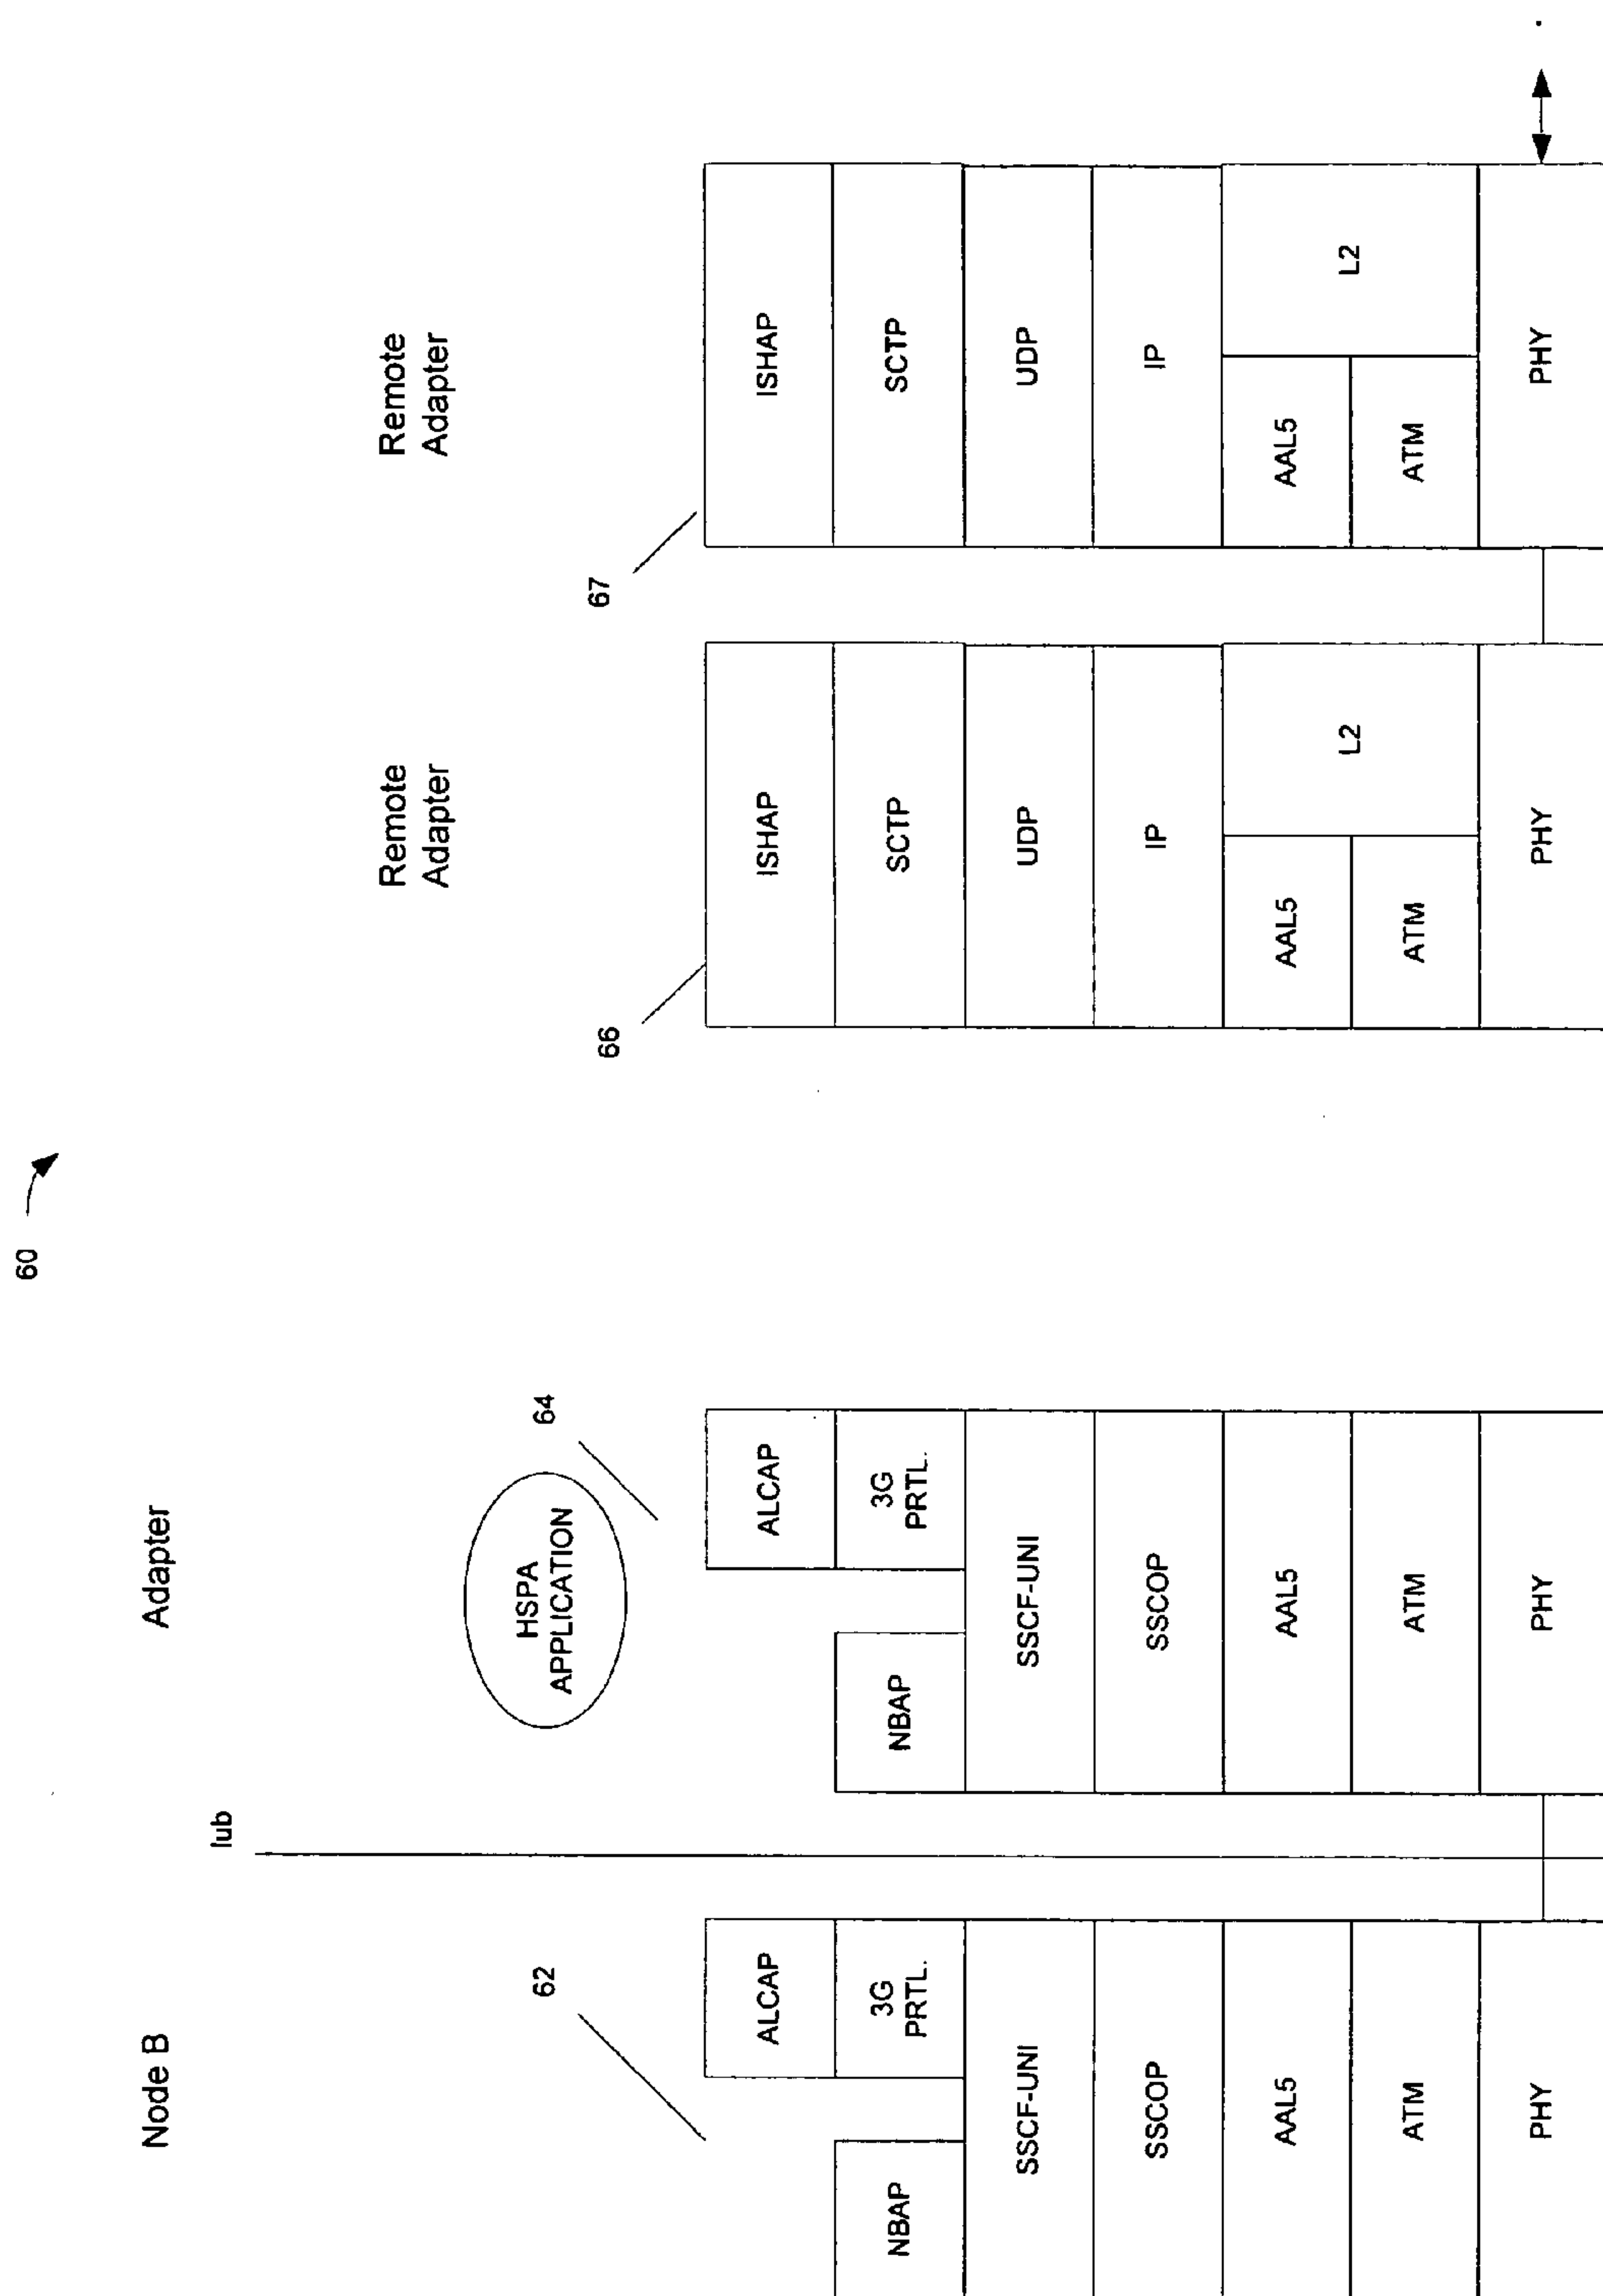 60
Node B
Adapter
Remote
Adapter
Remote
Adapter
Iub
62
HSPA
APPLICATION
64
66
67
ALCAP
NBAP
3G
PRTL.
SSCF-UNI
SSCOP
AAL5
ATM
PHY
ALCAP
NBAP
3G
PRTL.
SSCF-UNI
SSCOP
AAL5
ATM
PHY
ISHAP
SCTP
UDP
IP
AAL5
ATM
L2
PHY
ISHAP
SCTP
UDP
IP
AAL5
ATM
L2
PHY